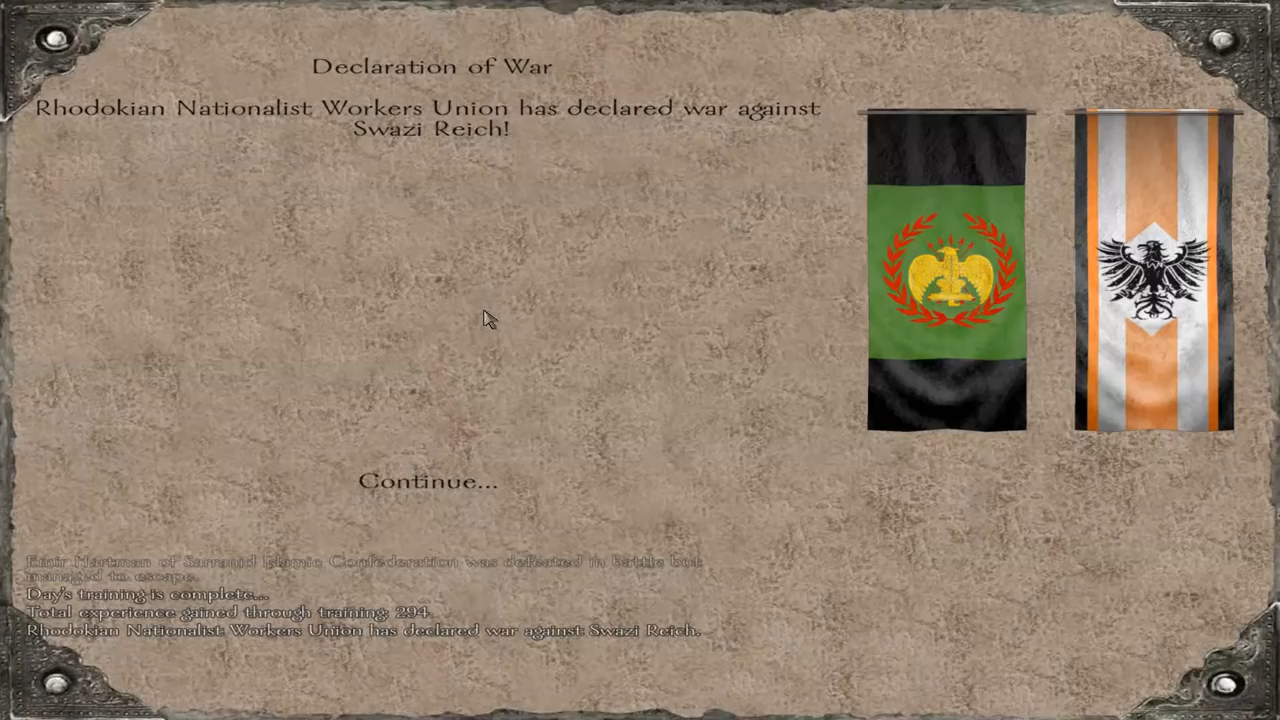 Declaration of War
Rhodokian Nationalist Workers Union has declared war against
Swazi Reich!
Continue...
Emir Hartman of Sarranid Islamic Confederation was defeated in battle but
managed to escape.
Day's training is complete...
Total experience gained through training: 294
Rhodokian Nationalist Workers Union has declared war against Swazi Reich.